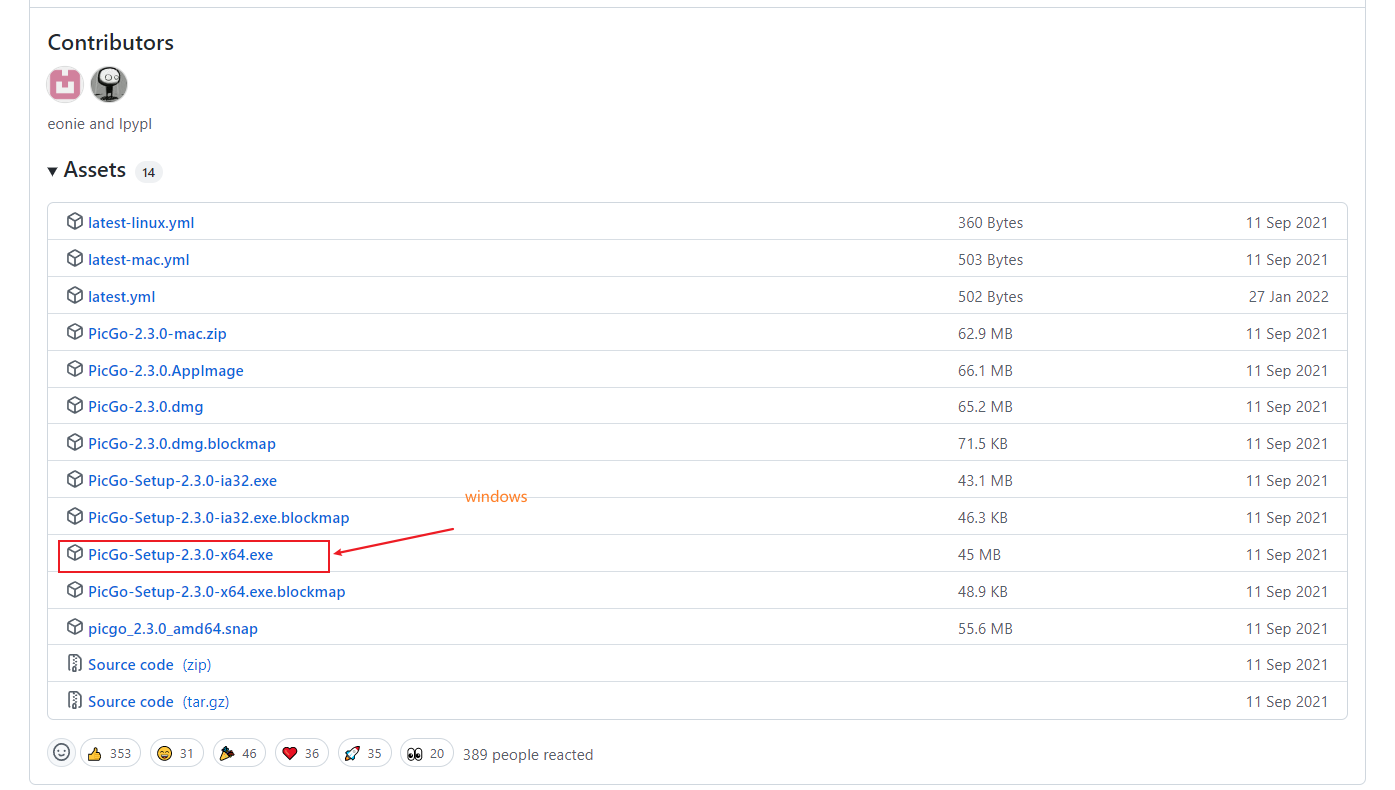 Contributors
eonie and lpypl
Assets 14
latest-linux.yml 360 Bytes 11 Sep 2021
latest-mac.yml 503 Bytes 11 Sep 2021
latest.yml 502 Bytes 27 Jan 2022
PicGo-2.3.0-mac.zip 62.9 MB 11 Sep 2021
PicGo-2.3.0.AppImage 66.1 MB 11 Sep 2021
PicGo-2.3.0.dmg 65.2 MB 11 Sep 2021
PicGo-2.3.0.dmg.blockmap 71.5 KB 11 Sep 2021
PicGo-Setup-2.3.0-ia32.exe 43.1 MB 11 Sep 2021
windows
PicGo-Setup-2.3.0-ia32.exe.blockmap 46.3 KB 11 Sep 2021
PicGo-Setup-2.3.0-x64.exe 45 MB 11 Sep 2021
PicGo-Setup-2.3.0-x64.exe.blockmap 48.9 KB 11 Sep 2021
picgo_2.3.0_amd64.snap 55.6 MB 11 Sep 2021
Source code (zip) 11 Sep 2021
Source code (tar.gz) 11 Sep 2021
353 31 46 36 35 20 389 people reacted